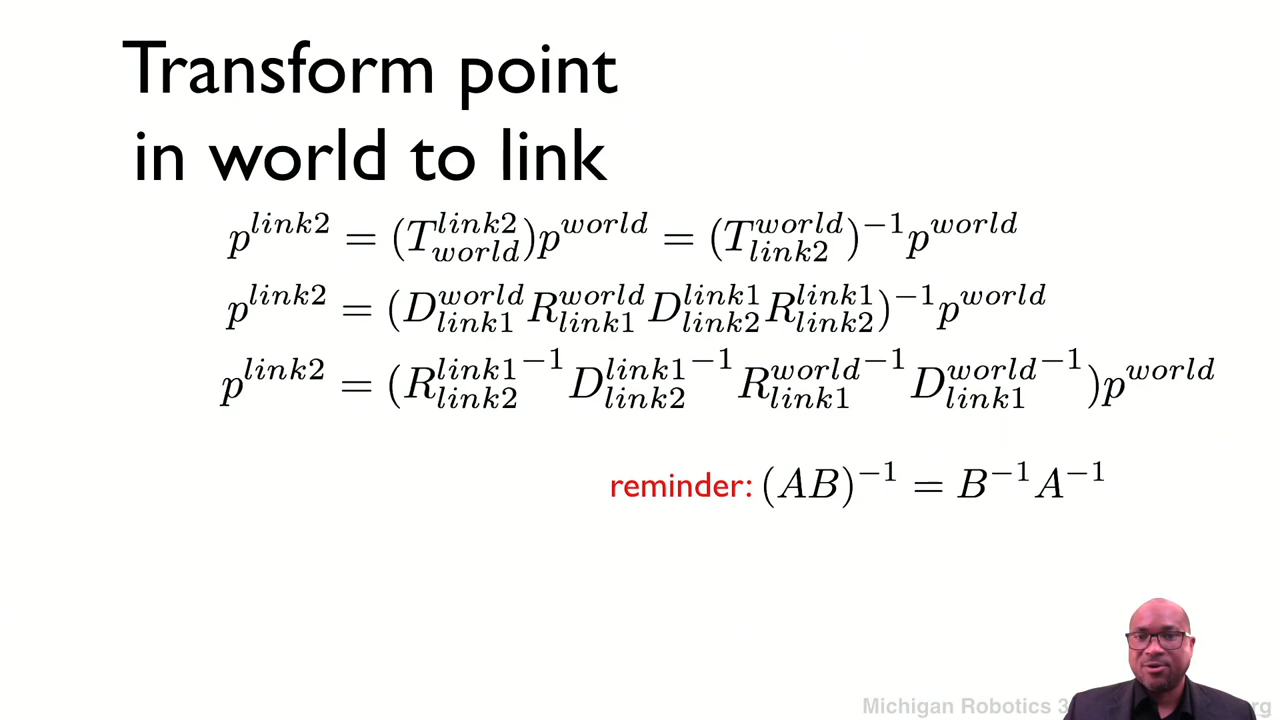 Transform point
in world to link
p^{link2} = (T^{link2}_{world})p^{world} = (T^{world}_{link2})^{-1}p^{world}
p^{link2} = (D^{world}_{link1}R^{world}_{link1}D^{link1}_{link2}R^{link1}_{link2})^{-1}p^{world}
p^{link2} = (R^{link1}_{link2}^{-1}D^{link1}_{link2}^{-1}R^{world}_{link1}^{-1}D^{world}_{link1}^{-1})p^{world}
reminder: (AB)^{-1} = B^{-1}A^{-1}
Michigan Robotics